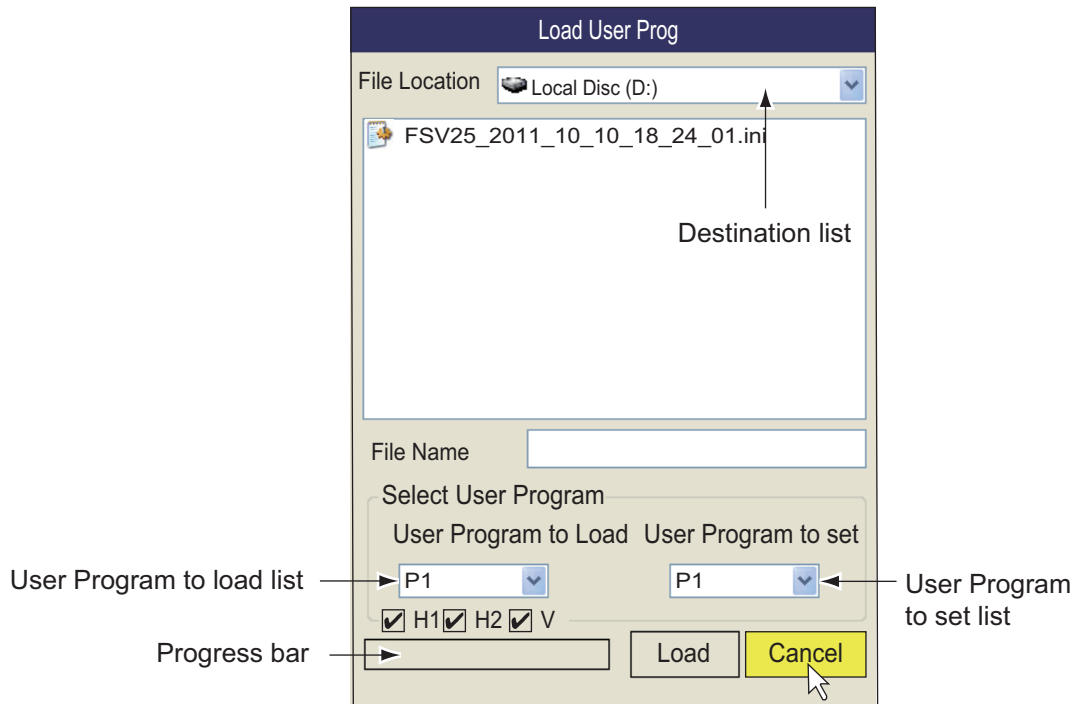 Load User Prog
File Location
Local Disc (D:)
FSV25_2011_10_10_18_24_01.ini
Destination list
File Name
Select User Program
User Program to Load
User Program to set
User Program to load list
P1
P1
User Program
to set list
H1
H2
V
Progress bar
Load
Cancel